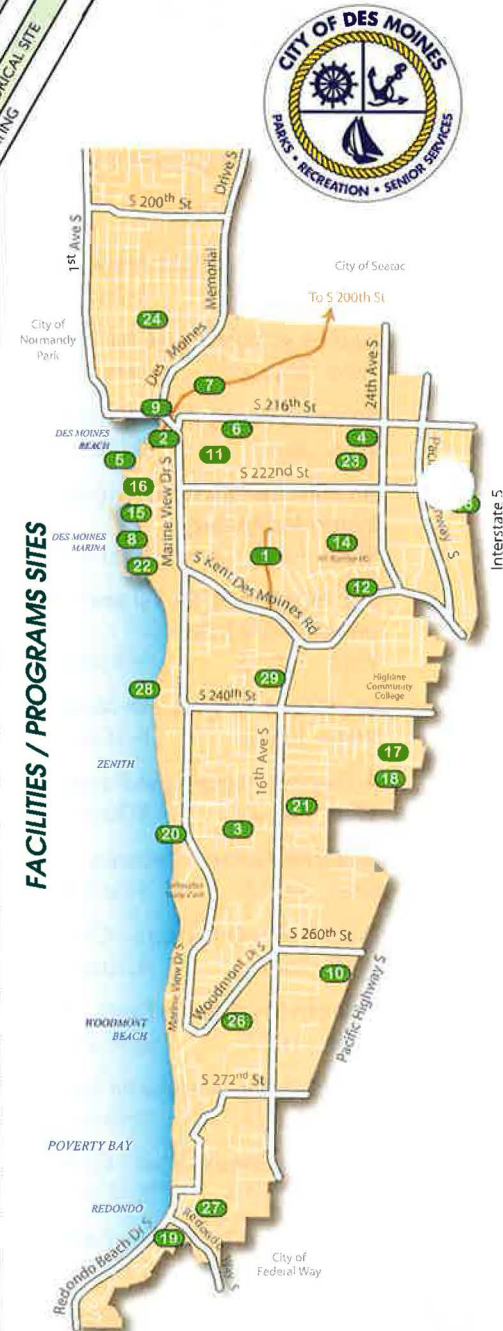 RICAL SITE
CITY OF DES MOINES
PARKS • RECREATION • SENIOR SERVICES
S 200th St
Drive S
1st Ave S
City of Seatac
To S 200th St
City of
Normandy
Park
24
Memorial
Des Moines
24th Ave S
7
9
S 216th St
DES MOINES
BEACH
2
6
4
5
11
23
S 222nd St
16
Marine View Dr S
15
DES MOINES
MARINA
8
1
14
22
S Kent Des Moines Rd
12
Interstate 5
FACILITIES / PROGRAMS SITES
29
Highline
Community
College
28
S 240th St
16th Ave S
17
ZENITH
18
21
20
3
S 260th St
Marine View Dr S
Woodmont Dr S
10
Pacific Highway S
WOODMONT
BEACH
26
S 272nd St
POVERTY BAY
REDONDO
27
19
Redondo Beach Dr S
City of
Federal Way